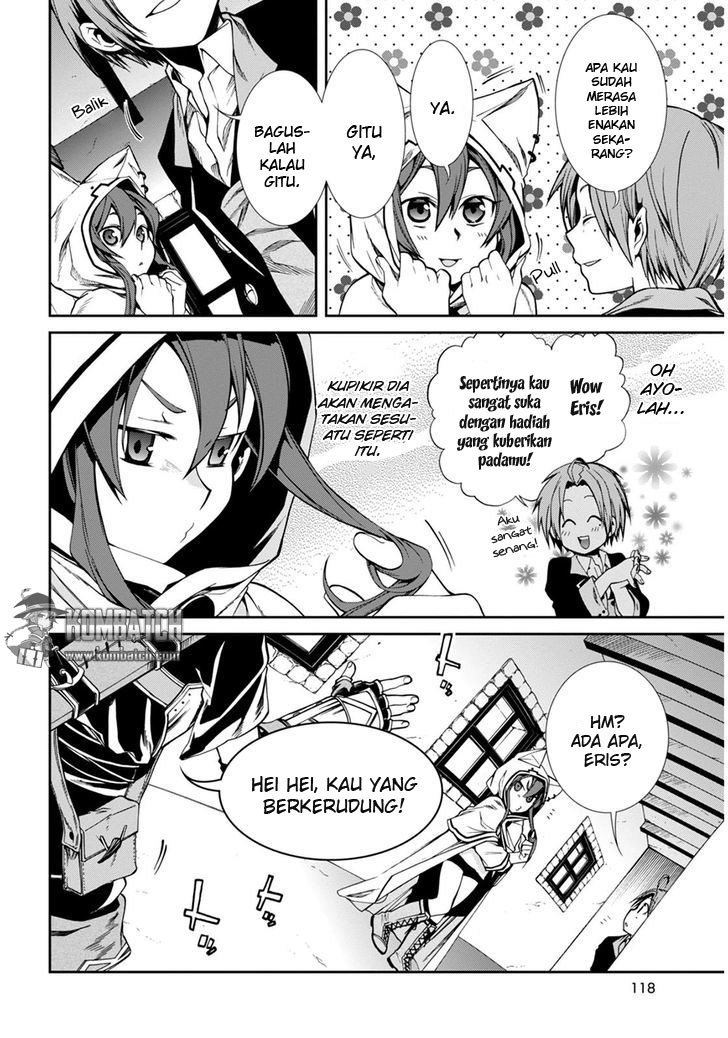 APA KAU
SUDAH
MERASA
LEBIH
ENAKAN
SEKA-
RANG?
YA.
Pull
GITU
YA,
BAGUS-
LAH
KALAU
GITU.
Balik
OH
AYO-
LAH...
Wow
Eris!
Sepertinya kau
sangat suka
dengan hadiah
yang kuberikan
padamu!
Aku
sangat
senang!
KUPIKIR DIA
AKAN MENGA-
TAKAN SESU-
ATU SEPERTI
ITU.
KOMBATCH
www.kombatch.com
HM?
ADA APA,
ERIS?
HEI HEI, KAU YANG
BERKERUDUNG!
118